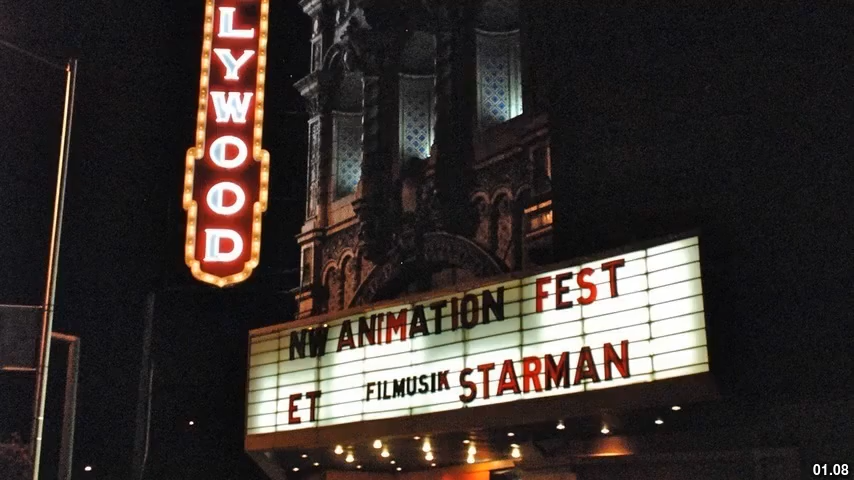 LYWOOD
NW ANIMATION FEST
ET FILMUSIK STARMAN
01.08